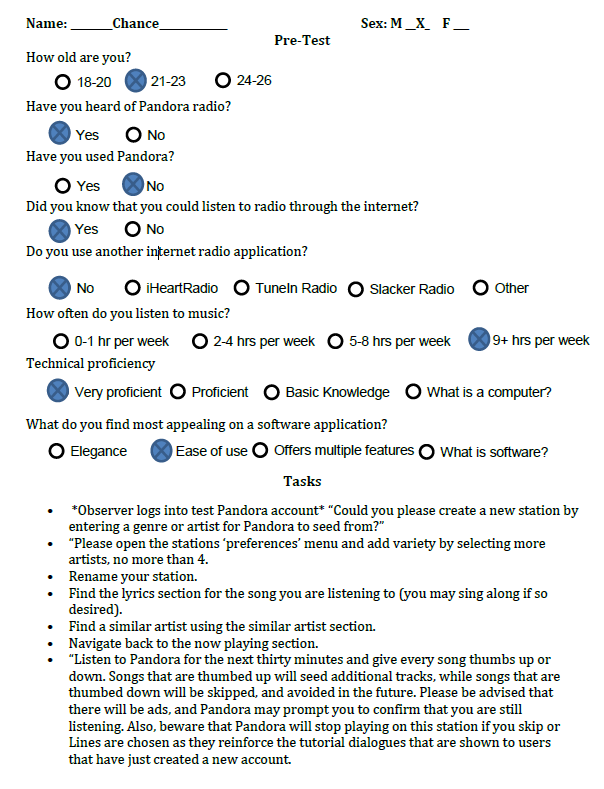 Name: _______Chance___________ Sex: M __X_ F ___
Pre-Test
How old are you?
18-20 21-23 24-26
Have you heard of Pandora radio?
Yes No
Have you used Pandora?
Yes No
Did you know that you could listen to radio through the internet?
Yes No
Do you use another internet radio application?
No iHeartRadio TuneIn Radio Slacker Radio Other
How often do you listen to music?
0-1 hr per week 2-4 hrs per week 5-8 hrs per week 9+ hrs per week
Technical proficiency
Very proficient Proficient Basic Knowledge What is a computer?
What do you find most appealing on a software application?
Elegance Ease of use Offers multiple features What is software?
Tasks
• *Observer logs into test Pandora account* “Could you please create a new station by
entering a genre or artist for Pandora to seed from?”
• “Please open the stations ‘preferences’ menu and add variety by selecting more
artists, no more than 4.
• Rename your station.
• Find the lyrics section for the song you are listening to (you may sing along if so
desired).
• Find a similar artist using the similar artist section.
• Navigate back to the now playing section.
• “Listen to Pandora for the next thirty minutes and give every song thumbs up or
down. Songs that are thumbed up will seed additional tracks, while songs that are
thumbed down will be skipped, and avoided in the future. Please be advised that
there will be ads, and Pandora may prompt you to confirm that you are still
listening. Also, beware that Pandora will stop playing on this station if you skip or
Lines are chosen as they reinforce the tutorial dialogues that are shown to users
that have just created a new account.